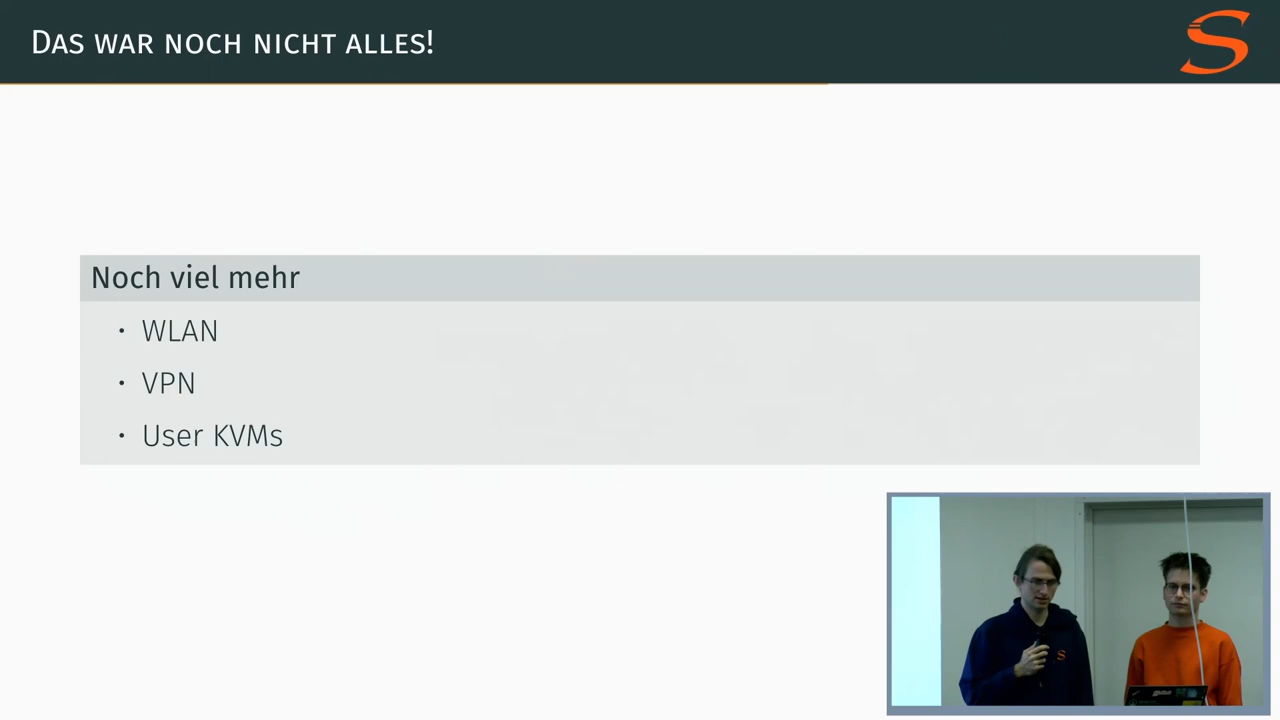 Das war noch nicht alles!
S
Noch viel mehr
• WLAN
• VPN
• User KVMs
S